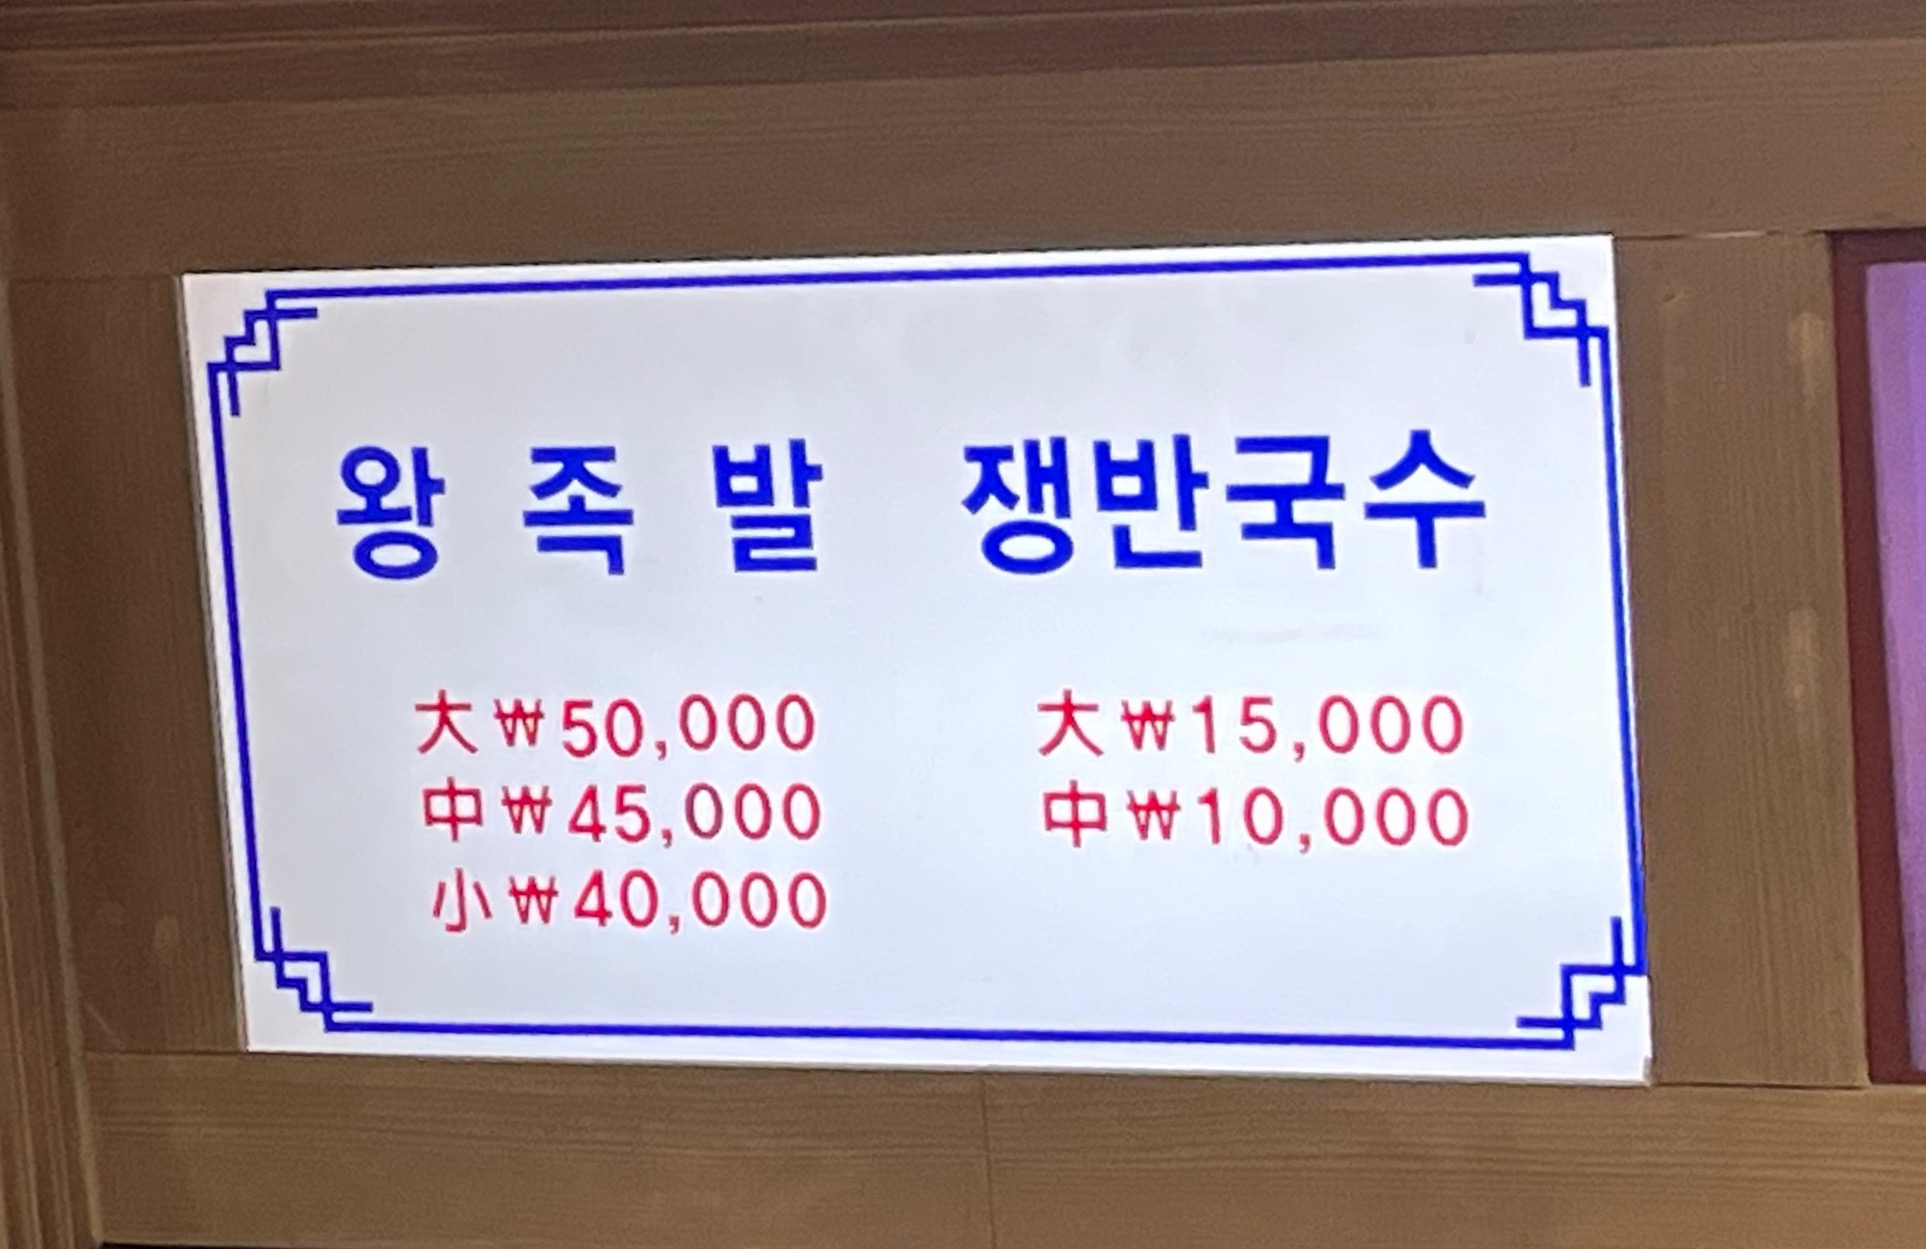 왕 족 발 쟁반국수
大₩50,000 大₩15,000
中₩45,000 中₩10,000
小₩40,000